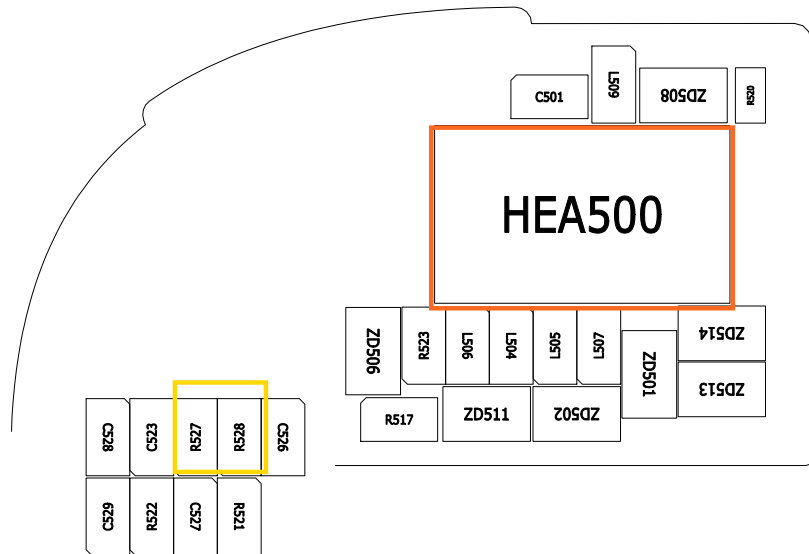 C501
L509
ZD508
R520
HEA500
ZD506
R523
L506
L504
L505
L507
ZD501
ZD514
ZD513
R517
ZD511
ZD502
C528
C523
R527
R528
C526
C529
R522
C527
R521